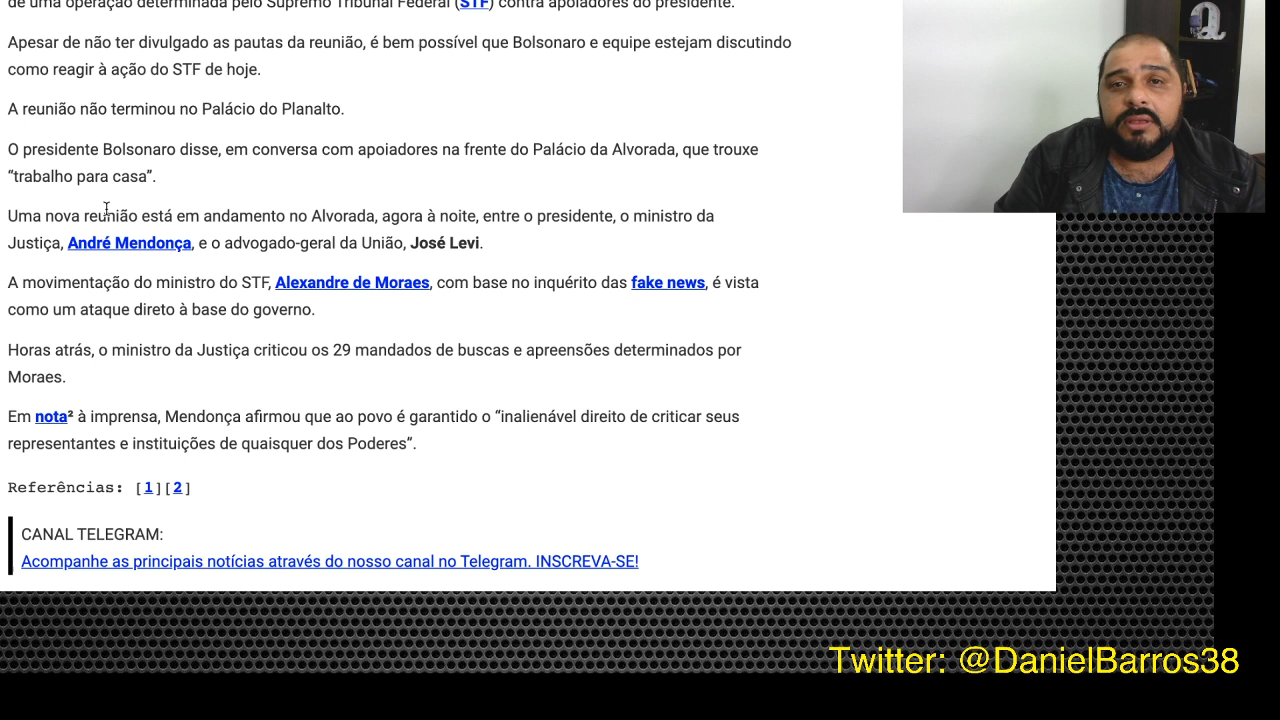 de uma operação determinada pelo Supremo Tribunal Federal (STF) contra apoiadores do presidente.
Apesar de não ter divulgado as pautas da reunião, é bem possível que Bolsonaro e equipe estejam discutindo
como reagir à ação do STF de hoje.
A reunião não terminou no Palácio do Planalto.
O presidente Bolsonaro disse, em conversa com apoiadores na frente do Palácio da Alvorada, que trouxe
“trabalho para casa”.
Uma nova reunião está em andamento no Alvorada, agora à noite, entre o presidente, o ministro da
Justiça, André Mendonça, e o advogado-geral da União, José Levi.
A movimentação do ministro do STF, Alexandre de Moraes, com base no inquérito das fake news, é vista
como um ataque direto à base do governo.
Horas atrás, o ministro da Justiça criticou os 29 mandados de buscas e apreensões determinados por
Moraes.
Em nota² à imprensa, Mendonça afirmou que ao povo é garantido o “inalienável direito de criticar seus
representantes e instituições de quaisquer dos Poderes”.
Referências: [1][2]
CANAL TELEGRAM:
Acompanhe as principais notícias através do nosso canal no Telegram. INSCREVA-SE!
Twitter: @DanielBarros38